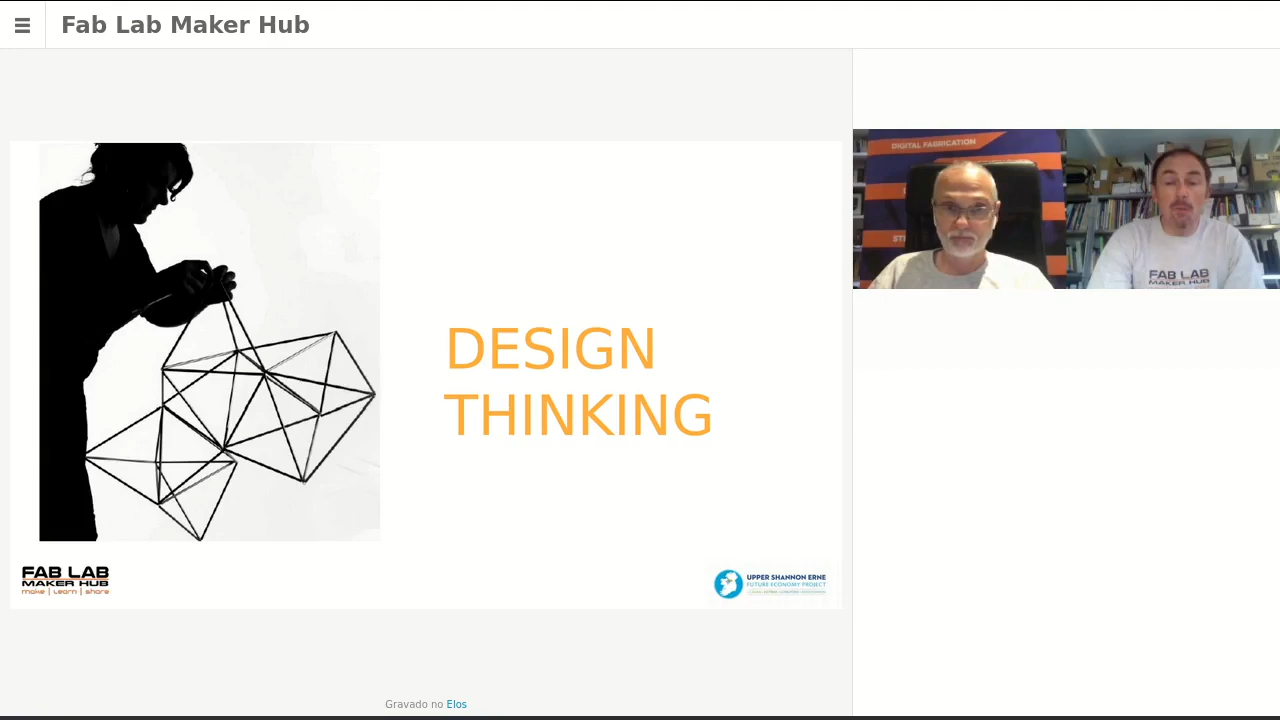 Fab Lab Maker Hub
DIGITAL FABRICATION
FAB LAB
MAKER HUB
DESIGN
THINKING
FAB LAB
MAKER HUB
make | learn | share
UPPER SHANNON ERNE
FUTURE ECONOMY PROJECT
Gravado no Elos